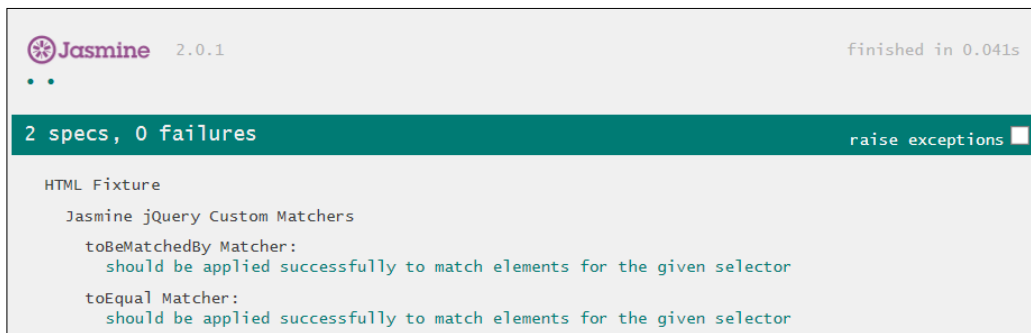 Jasmine 2.0.1 finished in 0.041s
2 specs, 0 failures raise exceptions
HTML Fixture
Jasmine jQuery Custom Matchers
toBeMatchedBy Matcher:
should be applied successfully to match elements for the given selector
toEqual Matcher:
should be applied successfully to match elements for the given selector